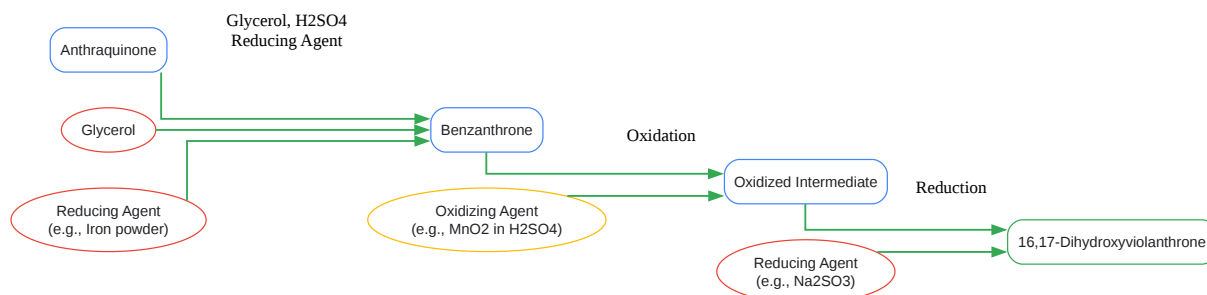 Glycerol, H2SO4
Reducing Agent
Anthraquinone
Glycerol
Benzanthrone
Oxidation
Oxidized Intermediate
Reduction
Reducing Agent
(e.g., Iron powder)
Oxidizing Agent
(e.g., MnO2 in H2SO4)
16,17-Dihydroxyviolanthrone
Reducing Agent
(e.g., Na2SO3)